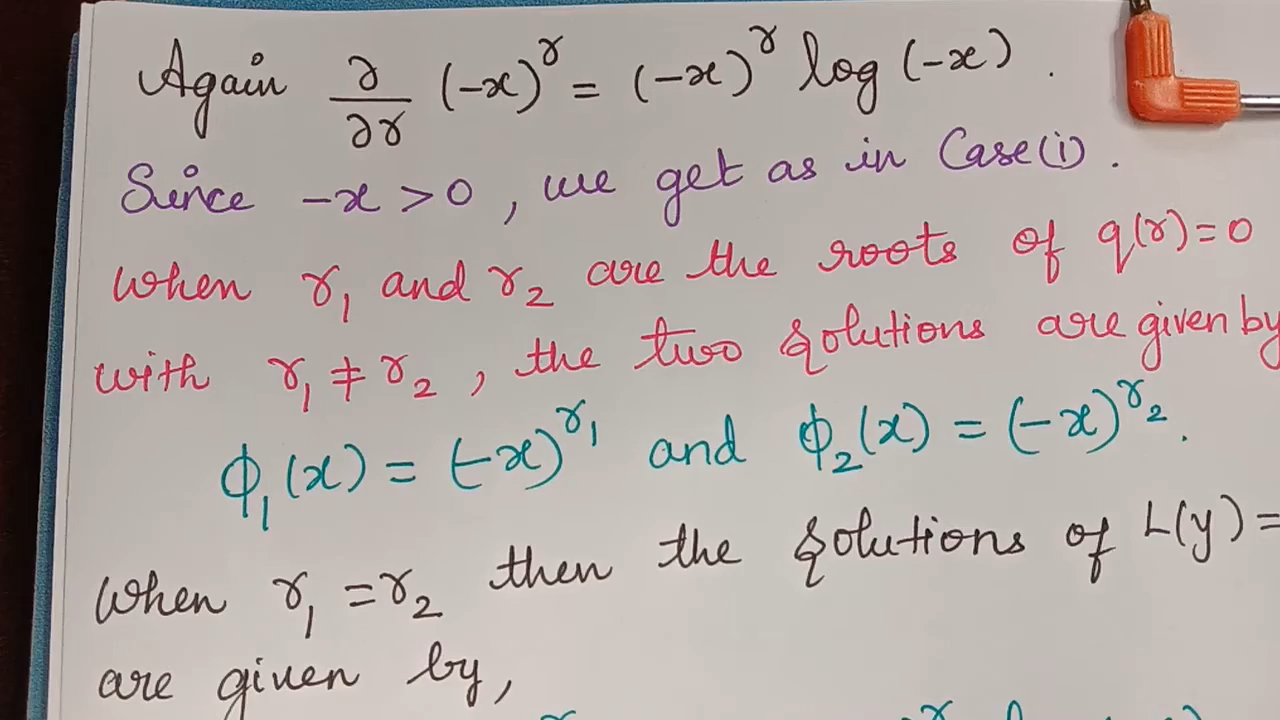 Again ∂/∂r (-x)^r = (-x)^r log (-x).
Since -x > 0, we get as in Case(i).
When r₁ and r₂ are the roots of q(r)=0
with r₁ ≠ r₂, the two solutions are given by
ϕ₁(x) = (-x)^r₁ and ϕ₂(x) = (-x)^r₂.
When r₁ = r₂ then the solutions of L(y) =
are given by,